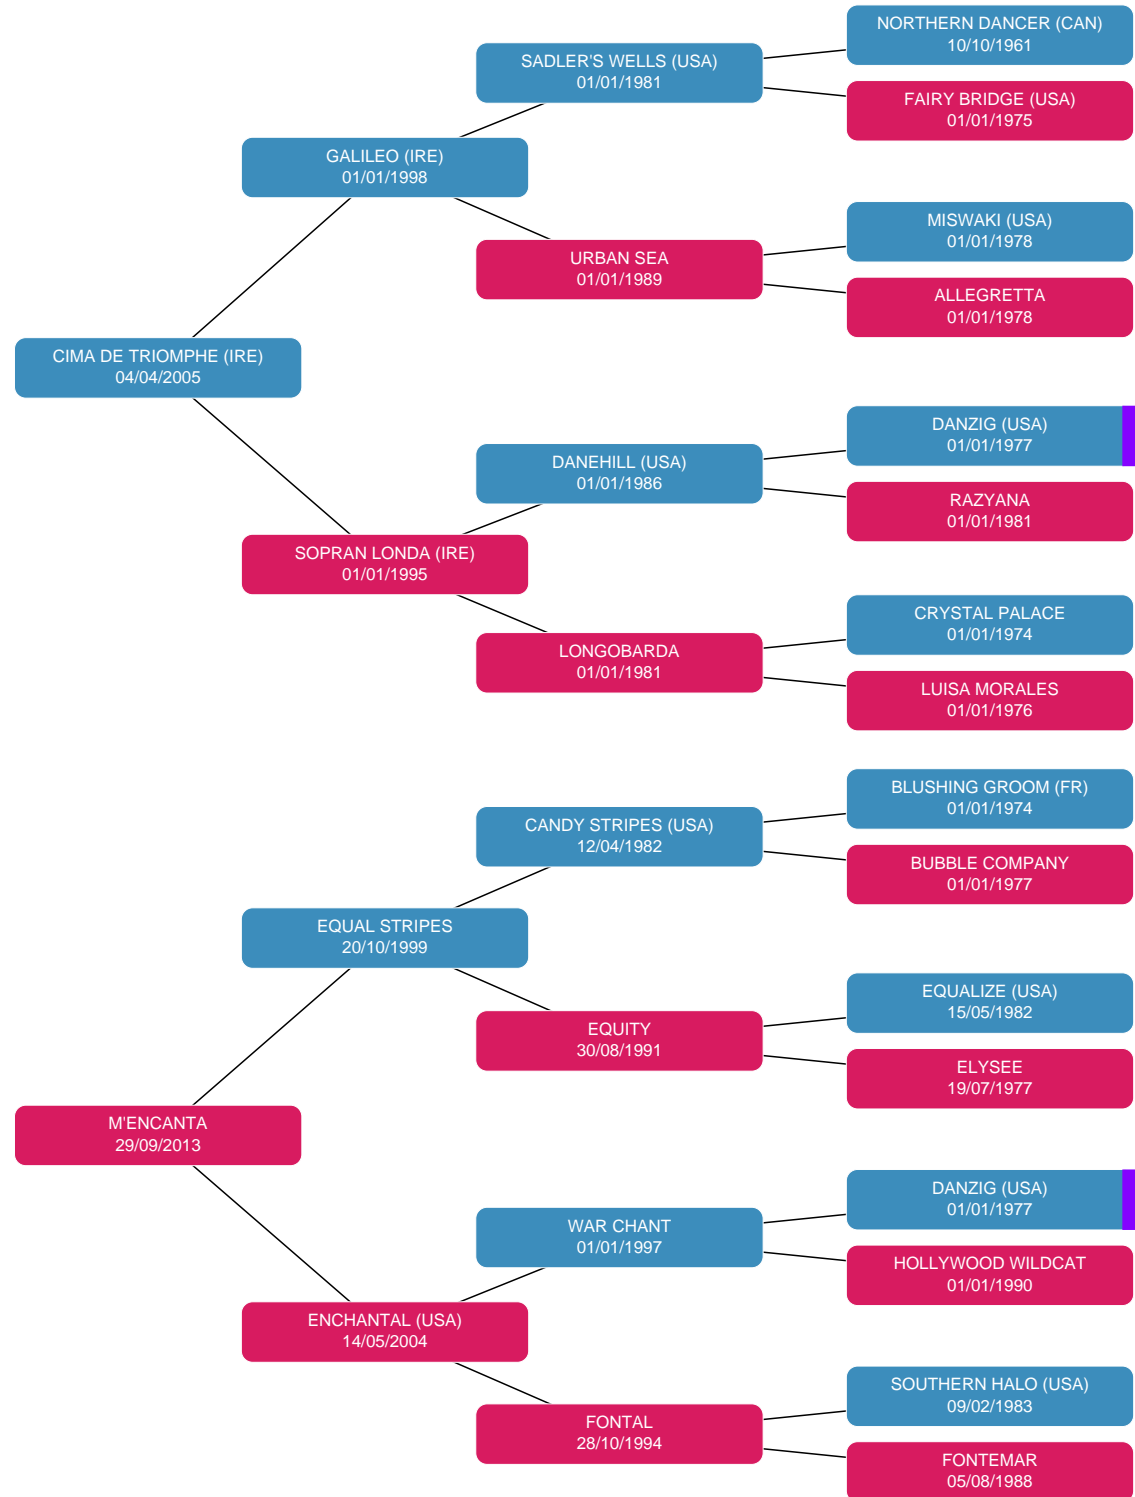 NORTHERN DANCER (CAN)
10/10/1961
SADLER'S WELLS (USA)
01/01/1981
FAIRY BRIDGE (USA)
01/01/1975
GALILEO (IRE)
01/01/1998
MISWAKI (USA)
01/01/1978
URBAN SEA
01/01/1989
ALLEGRETTA
01/01/1978
CIMA DE TRIOMPHE (IRE)
04/04/2005
DANZIG (USA)
01/01/1977
DANEHILL (USA)
01/01/1986
RAZYANA
01/01/1981
SOPRAN LONDA (IRE)
01/01/1995
CRYSTAL PALACE
01/01/1974
LONGOBARDA
01/01/1981
LUISA MORALES
01/01/1976
BLUSHING GROOM (FR)
01/01/1974
CANDY STRIPES (USA)
12/04/1982
BUBBLE COMPANY
01/01/1977
EQUAL STRIPES
20/10/1999
EQUALIZE (USA)
15/05/1982
EQUITY
30/08/1991
ELYSEE
19/07/1977
M'ENCANTA
29/09/2013
DANZIG (USA)
01/01/1977
WAR CHANT
01/01/1997
HOLLYWOOD WILDCAT
01/01/1990
ENCHANTAL (USA)
14/05/2004
SOUTHERN HALO (USA)
09/02/1983
FONTAL
28/10/1994
FONTEMAR
05/08/1988